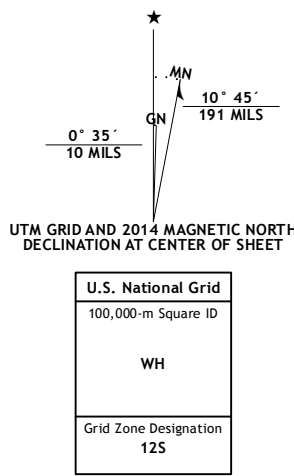 MN
GN
10° 45´
191 MILS
0° 35´
10 MILS
UTM GRID AND 2014 MAGNETIC NORTH
DECLINATION AT CENTER OF SHEET
U.S. National Grid
100,000-m Square ID
WH
Grid Zone Designation
12S